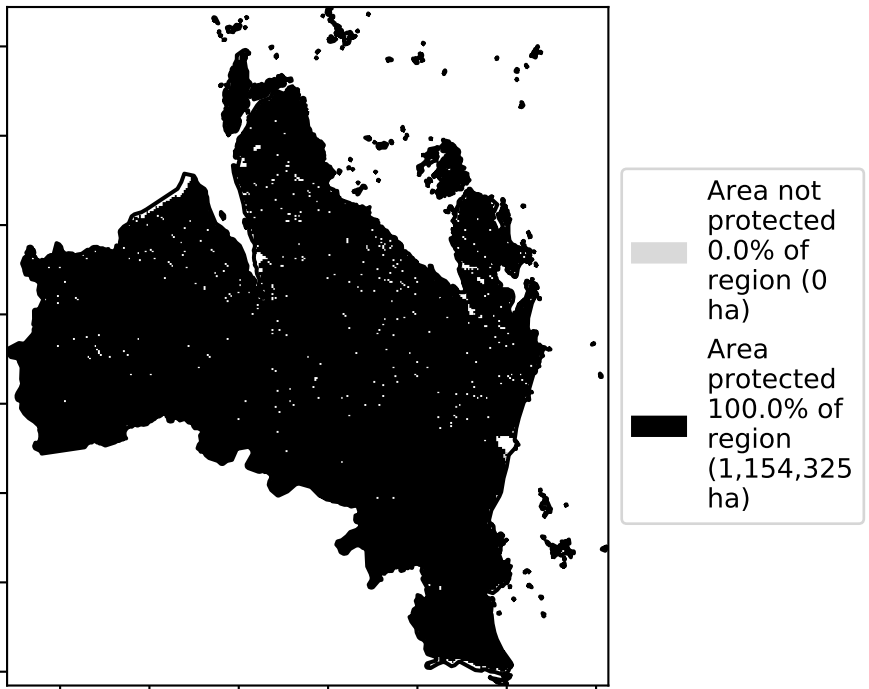 Area not
protected
0.0% of
region (0
ha)
Area
protected
100.0% of
region
(1,154,325
ha)